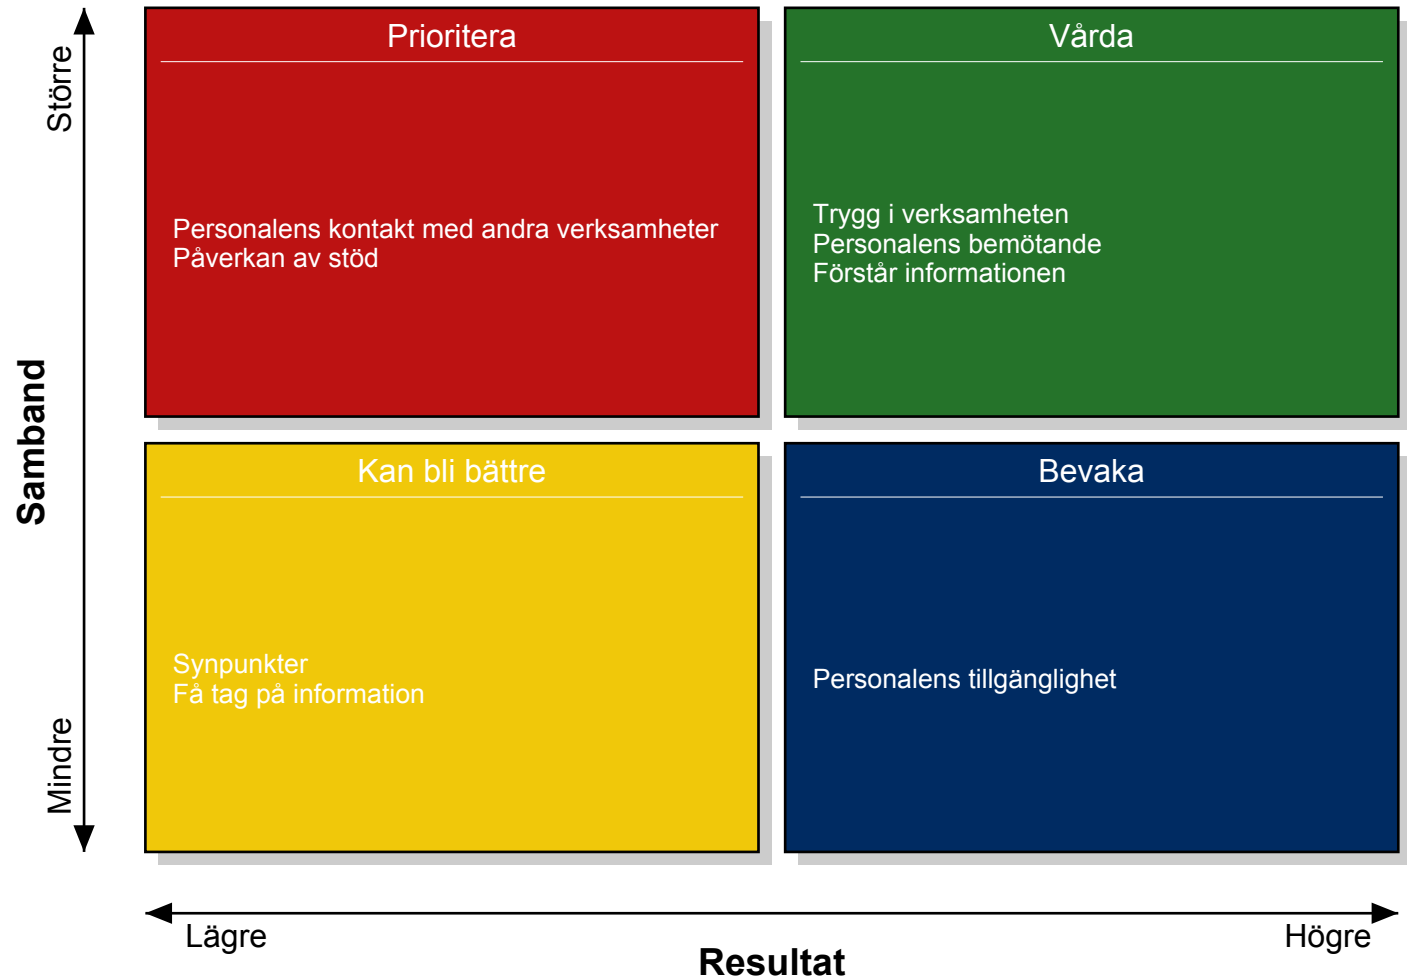 Större
Samband
Mindre
Prioritera
Personalens kontakt med andra verksamheter
Påverkan av stöd
Vårda
Trygg i verksamheten
Personalens bemötande
Förstår informationen
Kan bli bättre
Synpunkter
Få tag på information
Bevaka
Personalens tillgänglighet
Lägre
Högre
Resultat